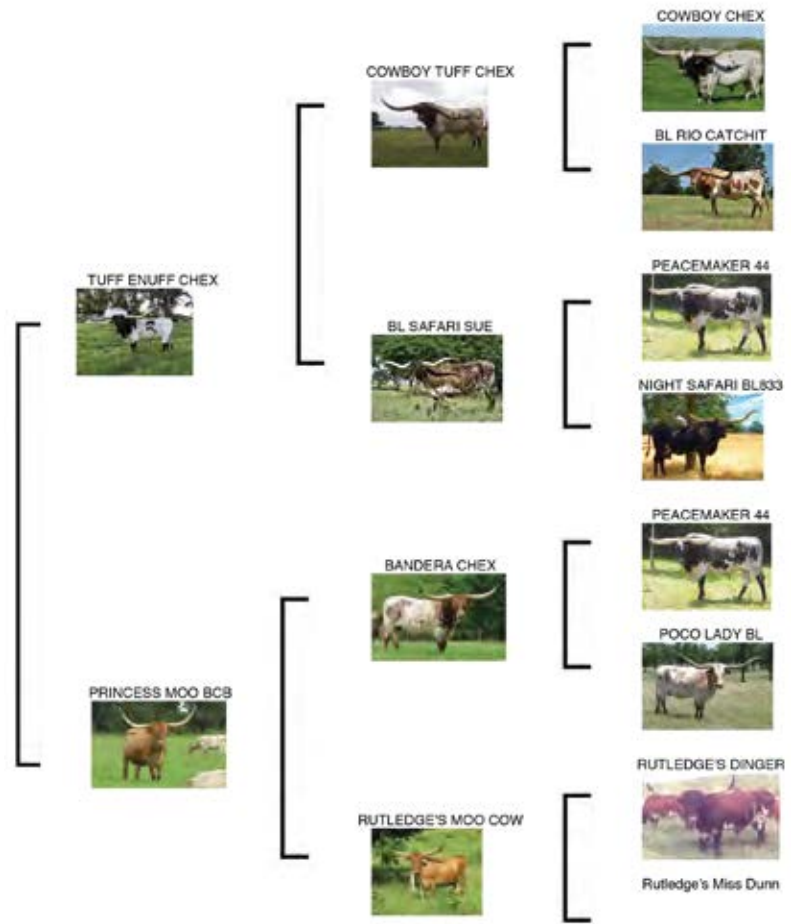 COWBOY CHEX
COWBOY TUFF CHEX
BL RIO CATCHIT
TUFF ENUFF CHEX
PEACEMAKER 44
BL SAFARI SUE
NIGHT SAFARI BL833
PEACEMAKER 44
BANDERA CHEX
POCO LADY BL
PRINCESS MOO BCB
RUTLEDGE'S DINGER
RUTLEDGE'S MOO COW
Rutledge's Miss Dunn